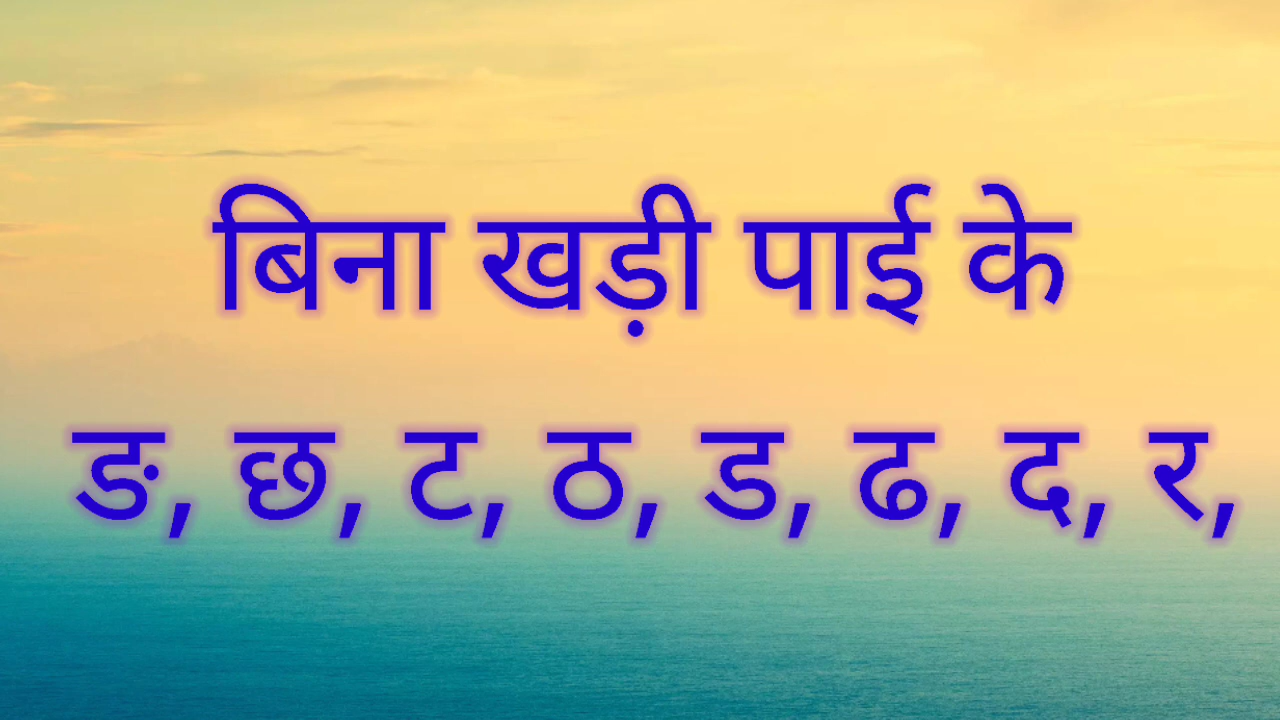 बिना खड़ी पाई के
ङ, छ, ट, ठ, ड, ढ, द, र,